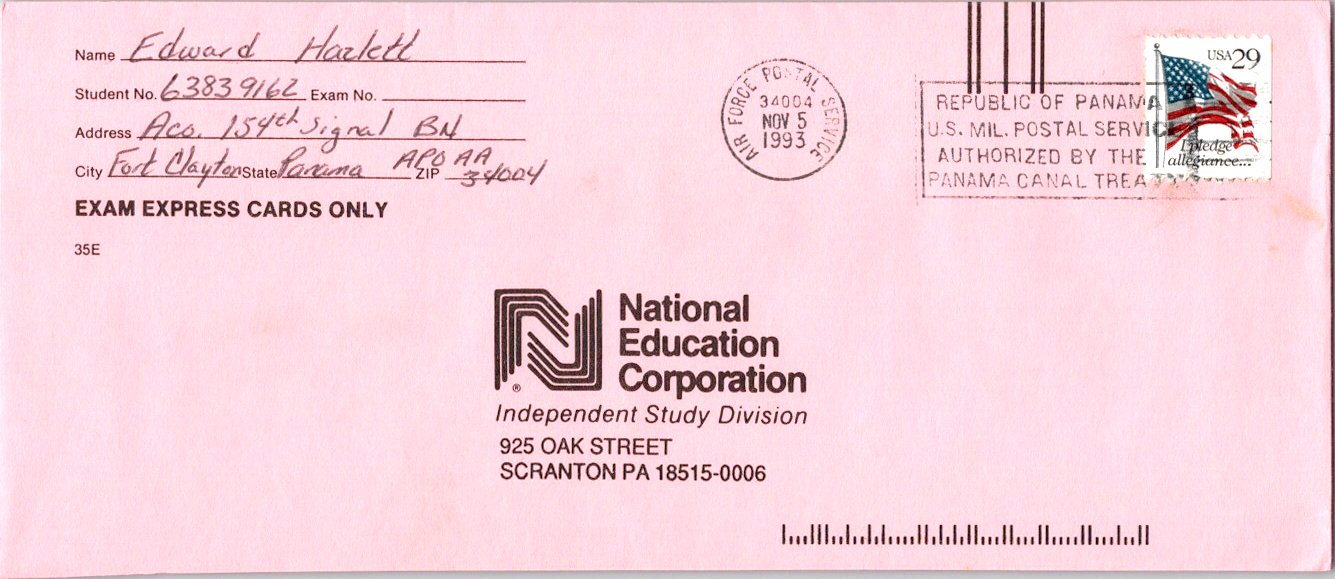 Name Edward Hazlett
Student No. 63839162 Exam No.
Address Aco. 154th Signal BN
City Fort Clayton State Panama APO AA ZIP 34004
EXAM EXPRESS CARDS ONLY
35E
AIR FORCE POSTAL SERVICE
34004
NOV 5
1993
REPUBLIC OF PANAMA
U.S. MIL. POSTAL SERVICE
AUTHORIZED BY THE
PANAMA CANAL TREATY
USA 29
I pledge
allegiance...
National
Education
Corporation
®
Independent Study Division
925 OAK STREET
SCRANTON PA 18515-0006